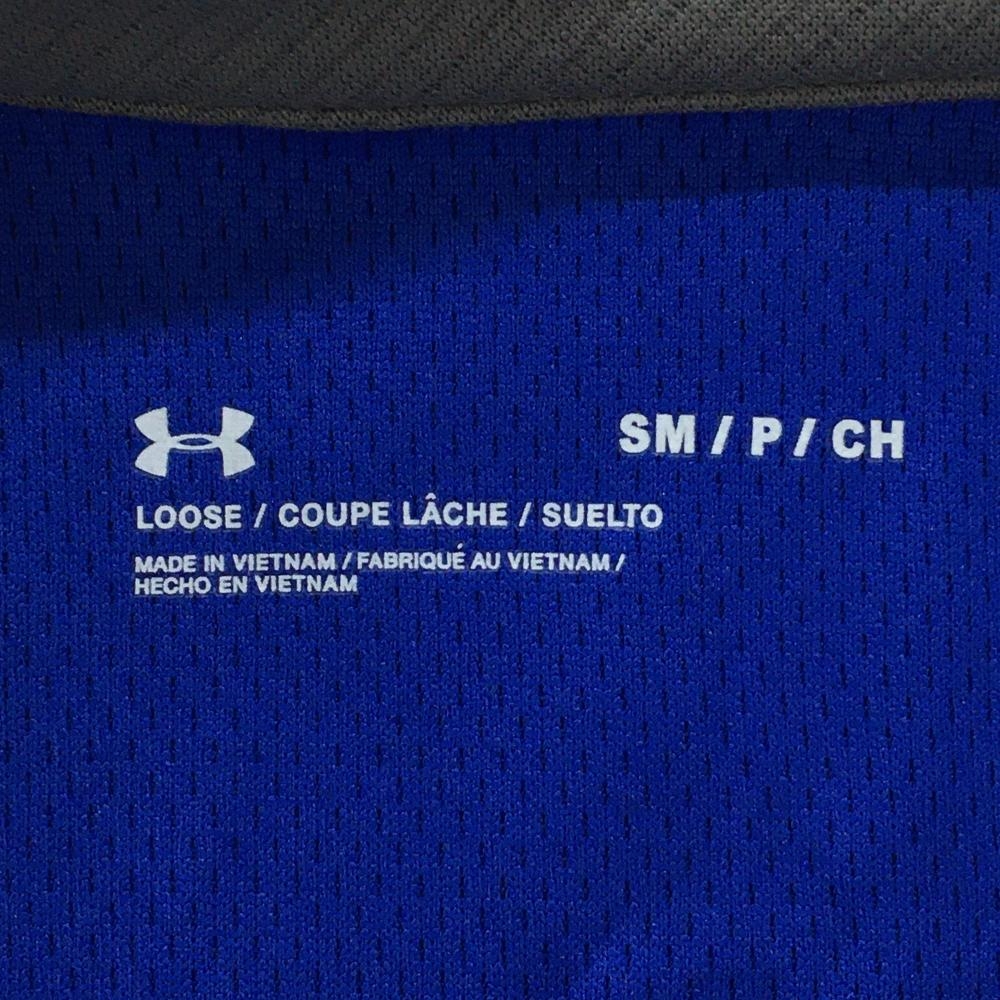 SM / P / CH
LOOSE / COUPE LÂCHE / SUELTO
MADE IN VIETNAM / FABRIQUÉ AU VIETNAM /
HECHO EN VIETNAM